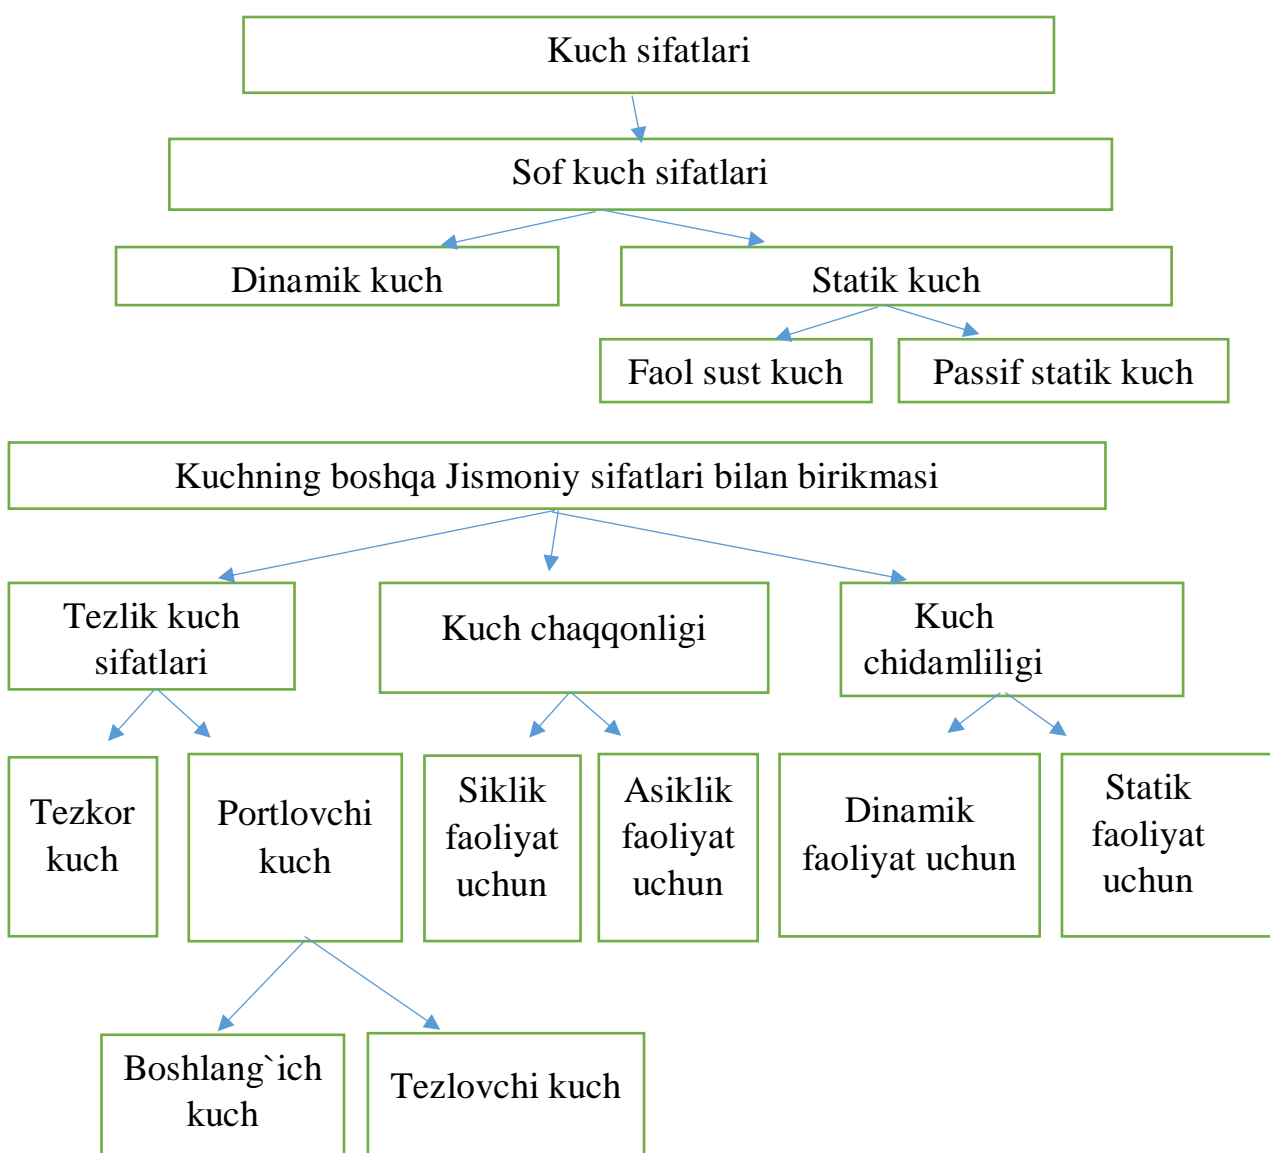 Kuch sifatlari
Sof kuch sifatlari
Dinamik kuch
Statik kuch
Faol sust kuch
Passif statik kuch
Kuchning boshqa Jismoniy sifatlari bilan birikmasi
Tezlik kuch
sifatlari
Kuch chaqqonligi
Kuch
chidamliligi
Tezkor
kuch
Portlovchi
kuch
Siklik
faoliyat
uchun
Asiklik
faoliyat
uchun
Dinamik
faoliyat uchun
Statik
faoliyat
uchun
Boshlang`ich
kuch
Tezlovchi kuch